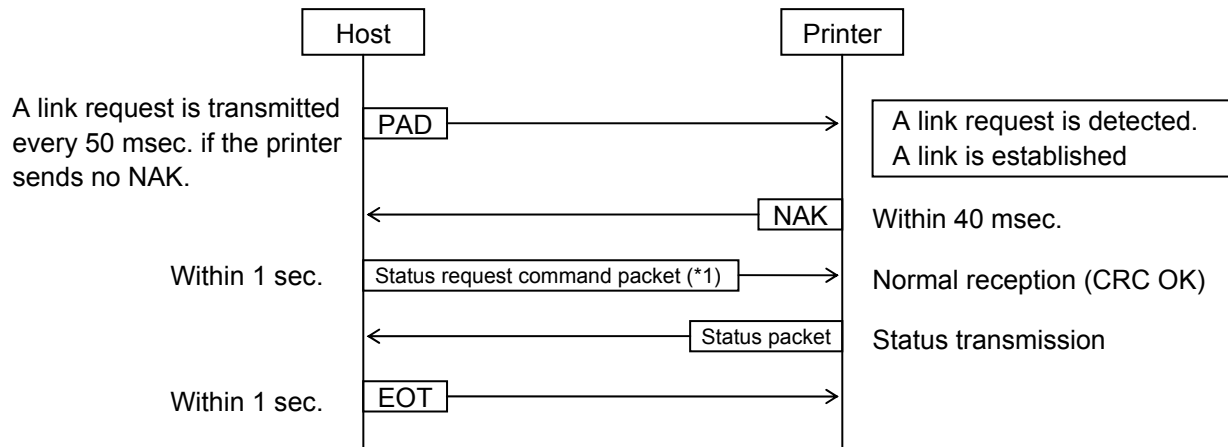 Host
Printer
A link request is transmitted
every 50 msec. if the printer
sends no NAK.
PAD
A link request is detected.
A link is established
NAK
Within 40 msec.
Within 1 sec.
Status request command packet (*1)
Normal reception (CRC OK)
Status packet
Status transmission
Within 1 sec.
EOT